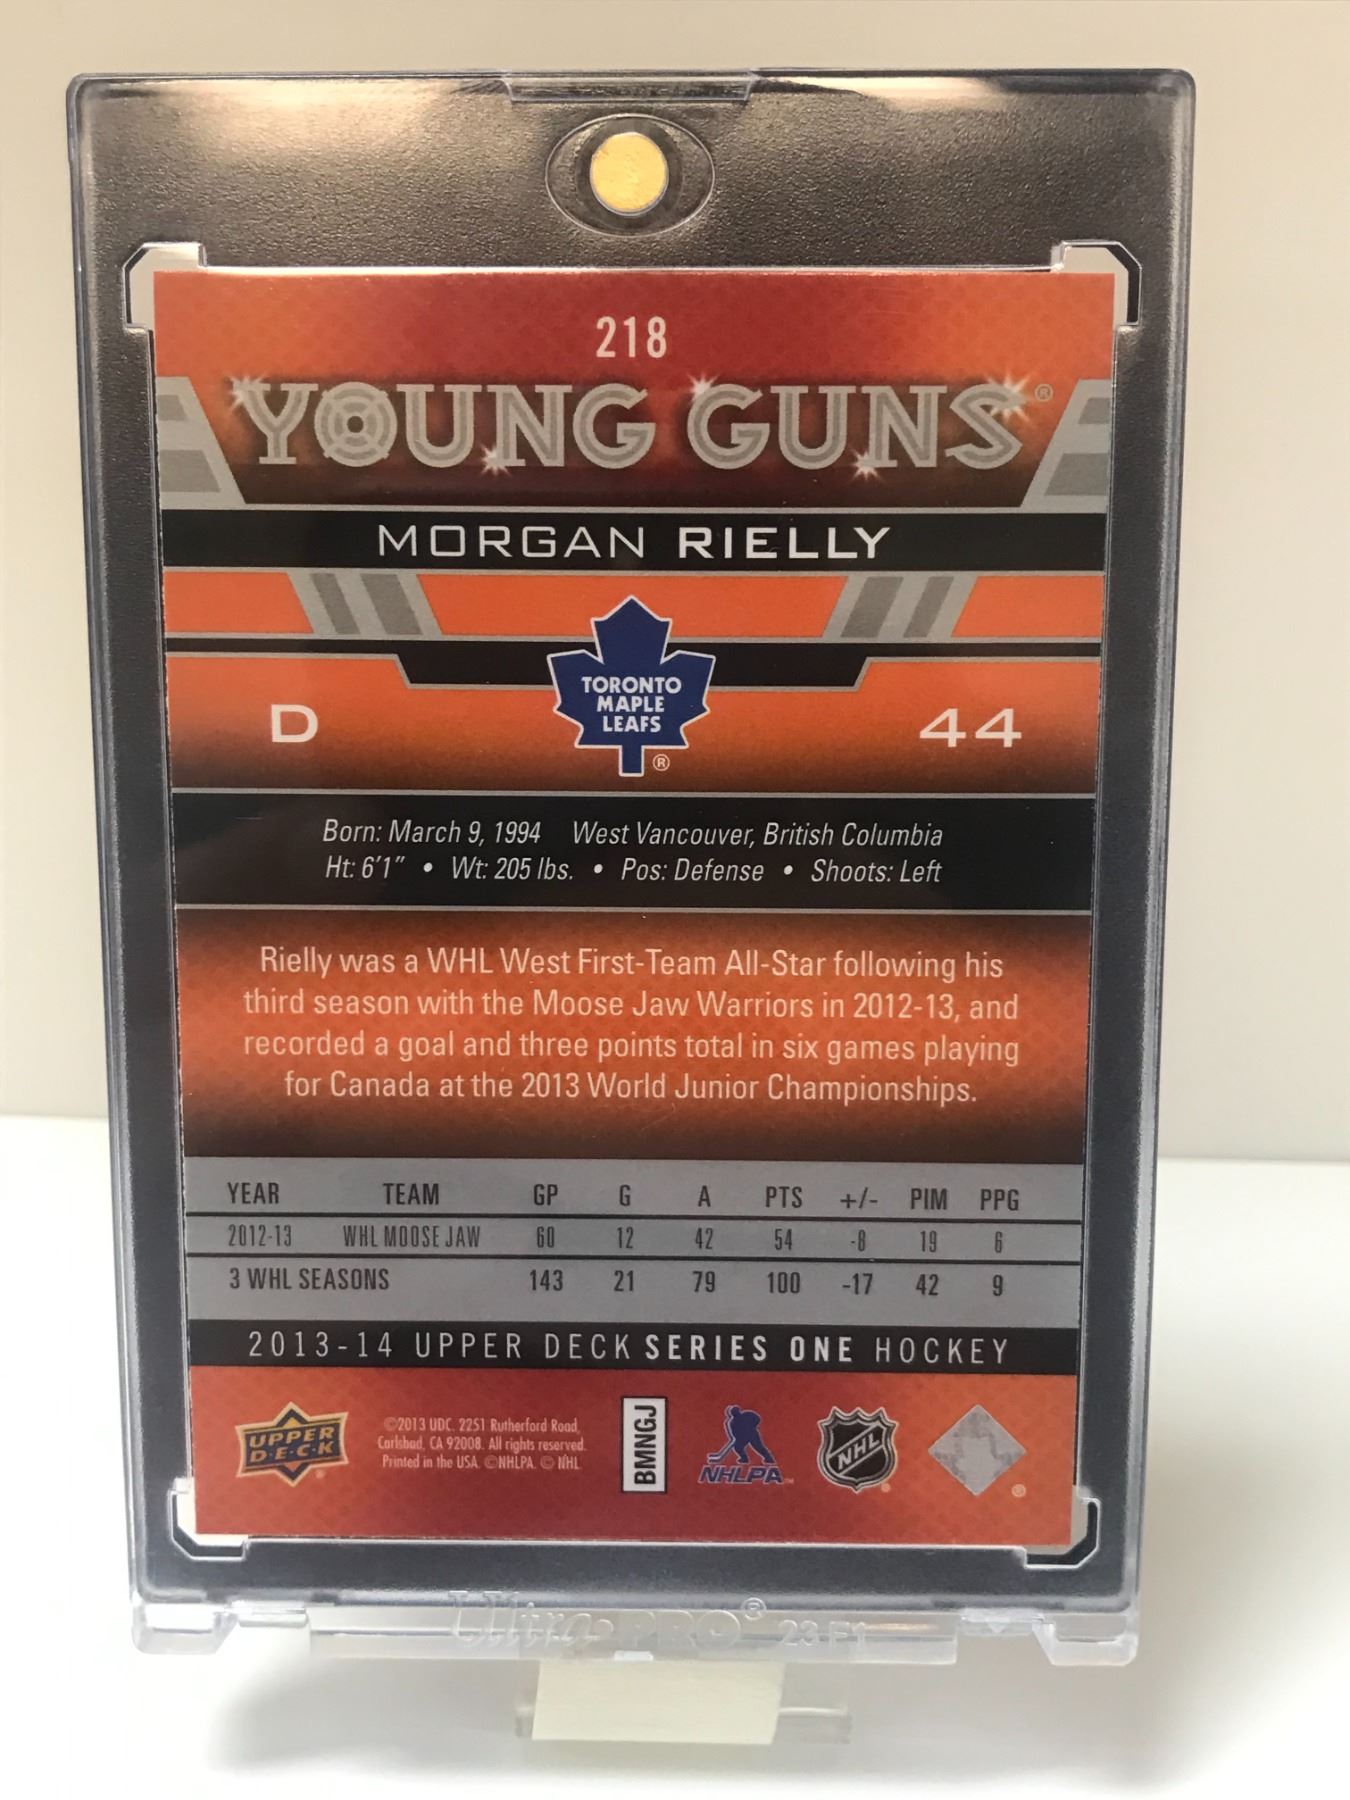 218
YOUNG GUNS®
MORGAN RIELLY
TORONTO
MAPLE
LEAFS
®
D
44
Born: March 9, 1994 West Vancouver, British Columbia
Ht: 6'1" • Wt: 205 lbs. • Pos: Defense • Shoots: Left
Rielly was a WHL West First-Team All-Star following his
third season with the Moose Jaw Warriors in 2012-13, and
recorded a goal and three points total in six games playing
for Canada at the 2013 World Junior Championships.
YEAR TEAM GP G A PTS +/- PIM PPG
2012-13 WHL MOOSE JAW 60 12 42 54 -8 19 6
3 WHL SEASONS 143 21 79 100 -17 42 9
2013-14 UPPER DECK SERIES ONE HOCKEY
UPPER
D·E·C·K
®
©2013 UDC. 2251 Rutherford Road,
Carlsbad, CA 92008. All rights reserved.
Printed in the USA. ©NHLPA. © NHL
BMNGJ
NHLPA™
NHL
®
®
Ultra·PRO® 23 F1